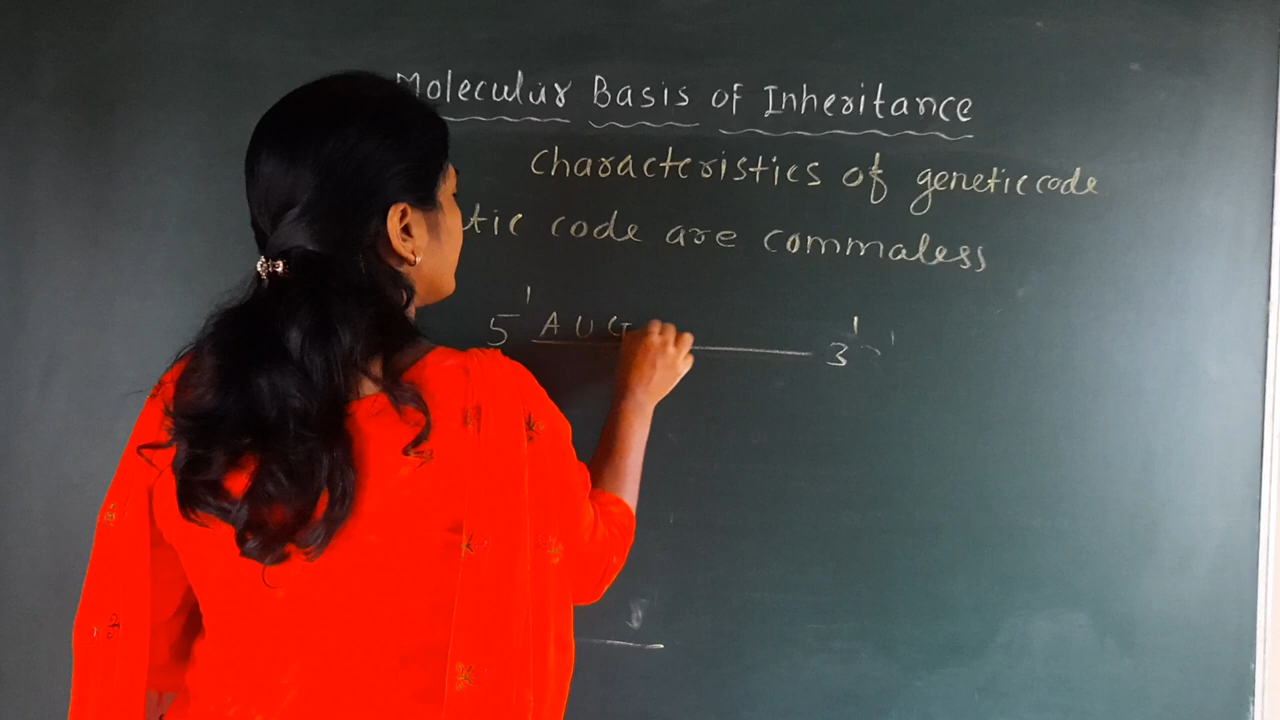 Molecular Basis of Inheritance
characteristics of genetic code
tic code are commaless
5' AUG 3'